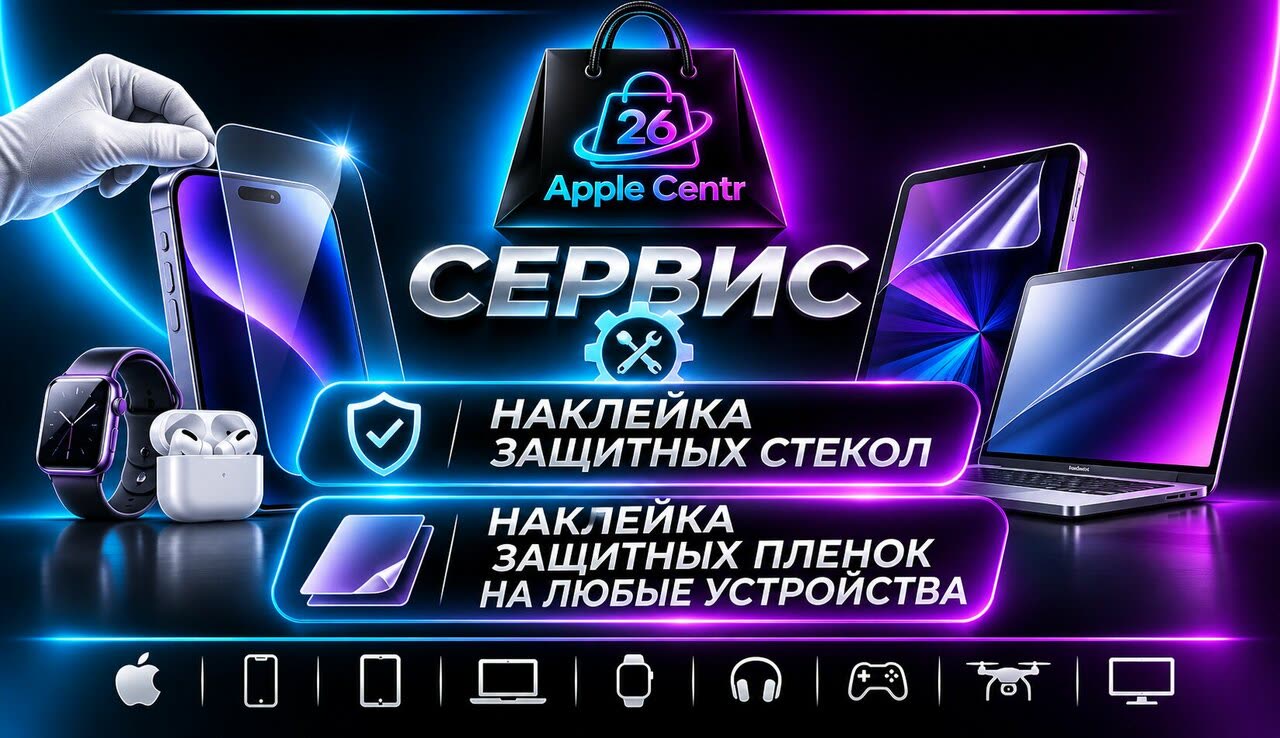 26
Apple Centr
СЕРВИС
НАКЛЕЙКА
ЗАЩИТНЫХ СТЕКОЛ
НАКЛЕЙКА
ЗАЩИТНЫХ ПЛЕНОК
НА ЛЮБЫЕ УСТРОЙСТВА